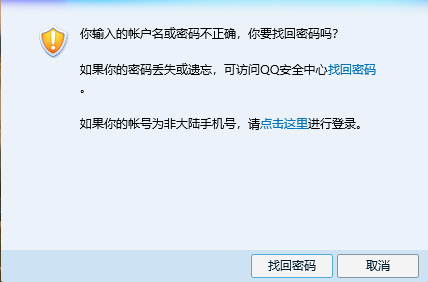 你输入的帐户名或密码不正确，你要找回密码吗？
如果你的密码丢失或遗忘，可访问QQ安全中心找回密码
。
如果你的帐号为非大陆手机号，请点击这里进行登录。
找回密码 取消